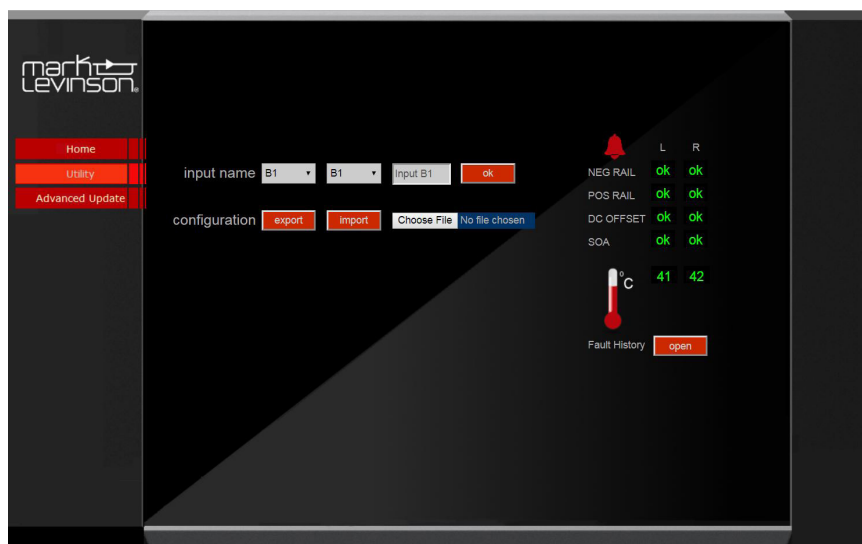 mark
Levinson®
Home
Utility
Advanced Update
input name B1 B1 Input B1 ok
configuration export import Choose File No file chosen
L R
NEG RAIL ok ok
POS RAIL ok ok
DC OFFSET ok ok
SOA ok ok
°C 41 42
Fault History open